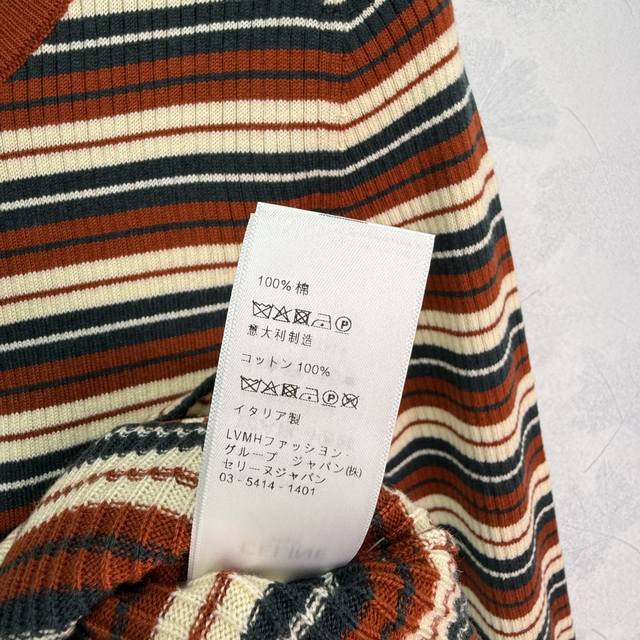 100% 棉
意大利制造
コットン 100%
イタリア製
LVMHファッション・
グループ ジャパン(株)
セリーヌジャパン
03-5414-1401
CELINE